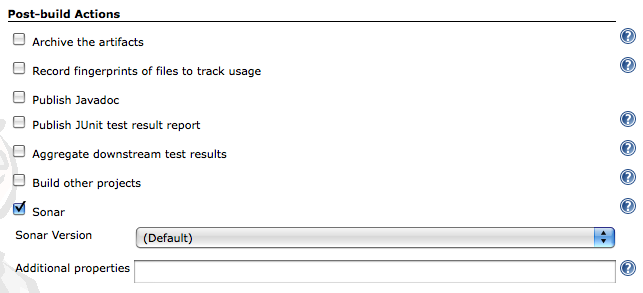 Post-build Actions
Archive the artifacts
Record fingerprints of files to track usage
Publish Javadoc
Publish JUnit test result report
Aggregate downstream test results
Build other projects
Sonar
Sonar Version (Default)
Additional properties